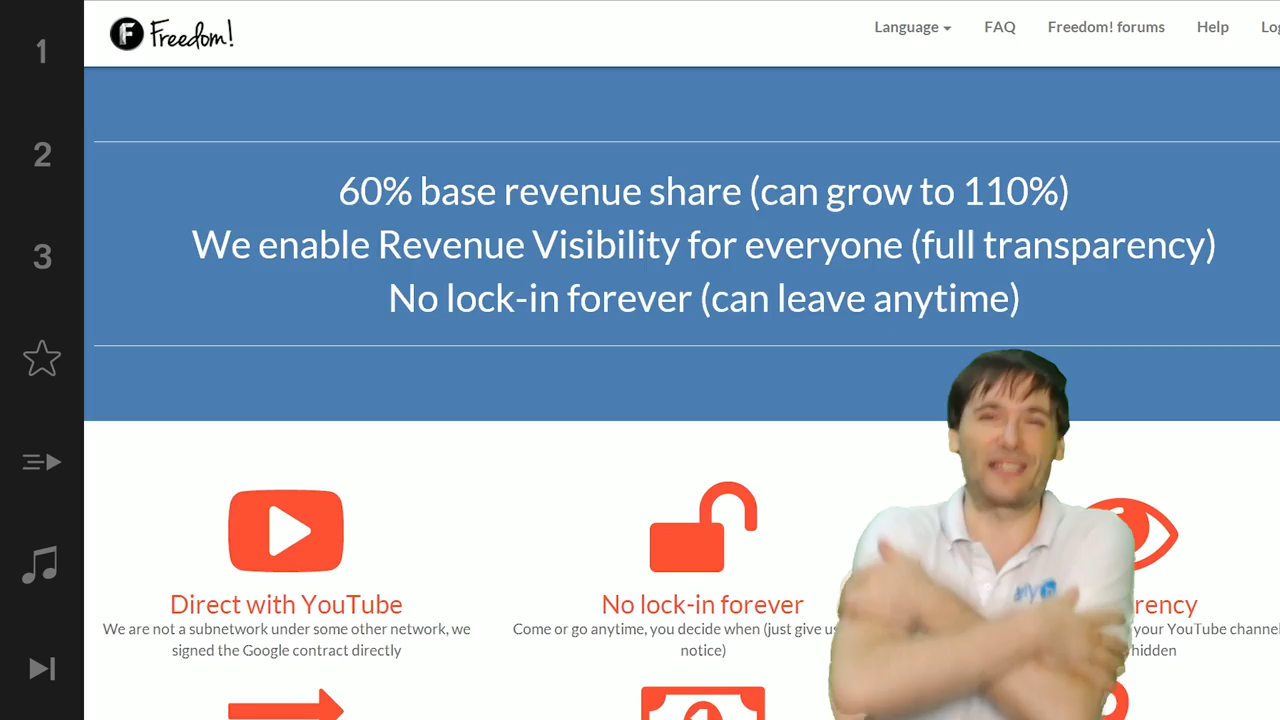 1
2
3
Freedom!
Language
FAQ
Freedom! forums
Help
60% base revenue share (can grow to 110%)
We enable Revenue Visibility for everyone (full transparency)
No lock-in forever (can leave anytime)
Direct with YouTube
We are not a subnetwork under some other network, we
signed the Google contract directly
No lock-in forever
Come or go anytime, you decide when (just give
notice)
your YouTube channel
hidden